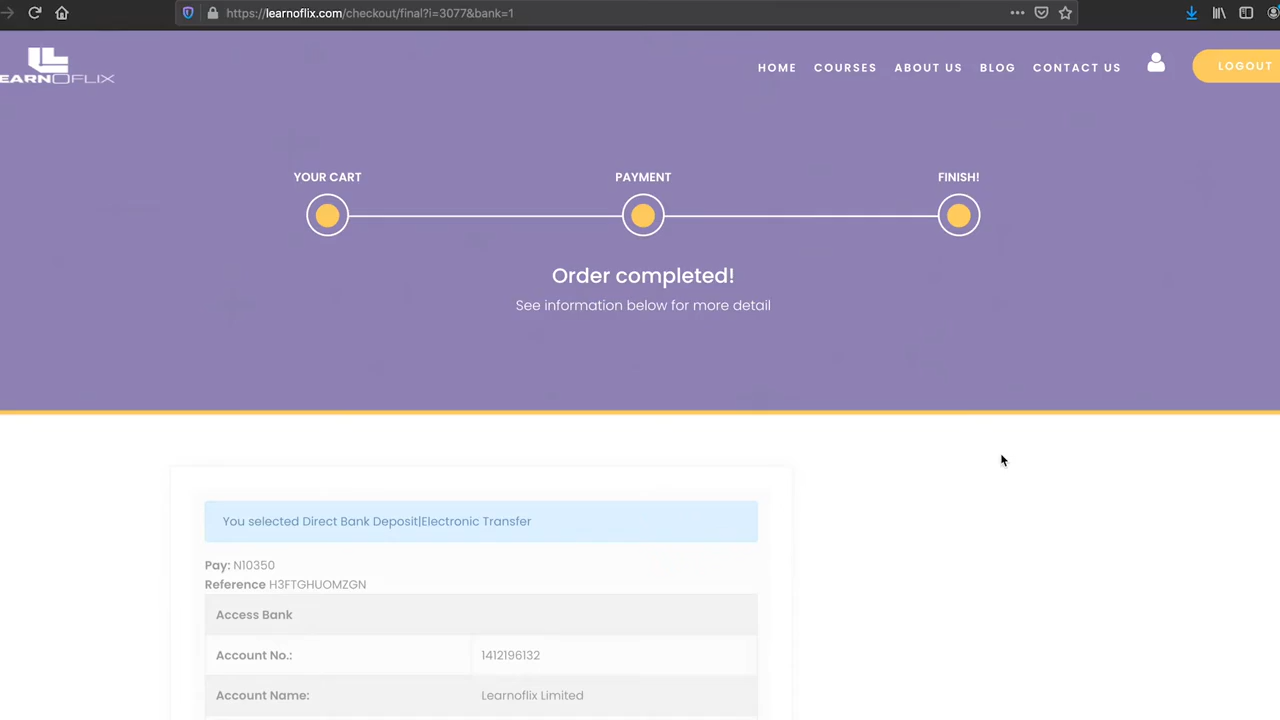 https://learnoflix.com/checkout/final?i=3077&bank=1
EARNOFLIX
HOME COURSES ABOUT US BLOG CONTACT US LOGOUT
YOUR CART PAYMENT FINISH!
Order completed!
See information below for more detail
You selected Direct Bank Deposit|Electronic Transfer
Pay: N10350
Reference H3FTGHUOMZGN
Access Bank
Account No.: 1412196132
Account Name: Learnoflix Limited